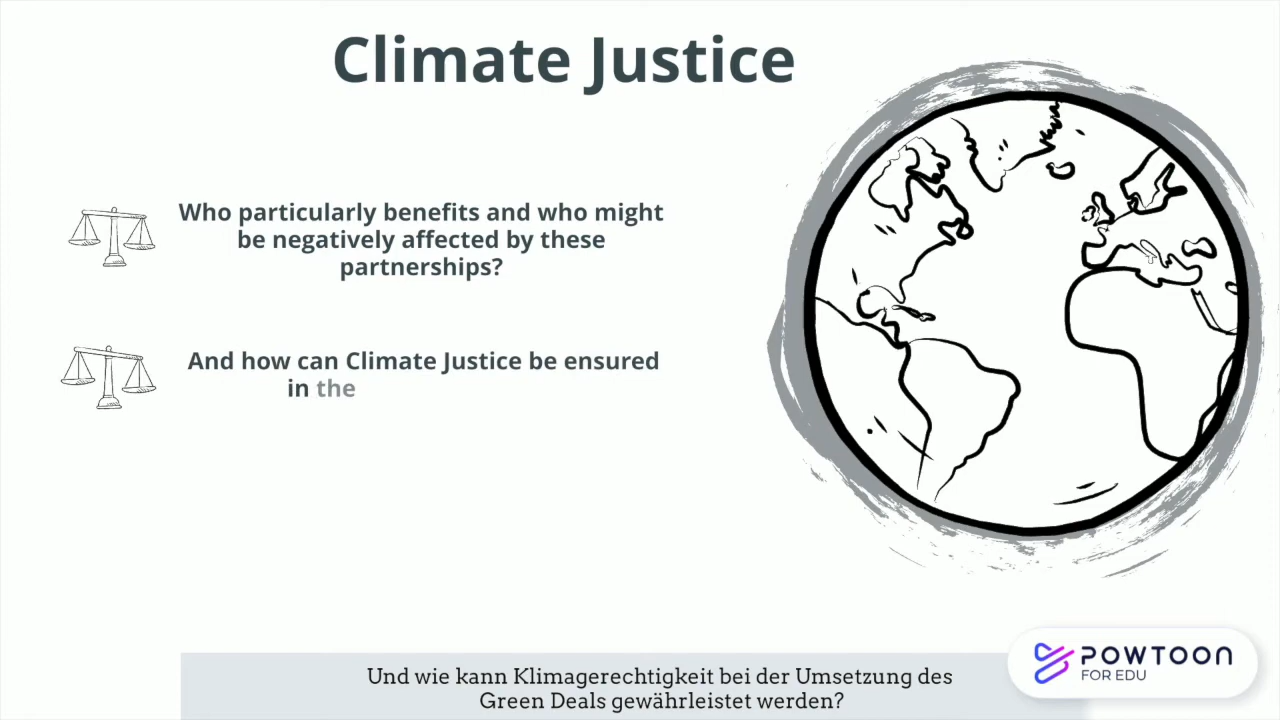 Climate Justice
Who particularly benefits and who might
be negatively affected by these
partnerships?
And how can Climate Justice be ensured
in the
Und wie kann Klimagerechtigkeit bei der Umsetzung des
Green Deals gewährleistet werden?
POWTOON
FOR EDU